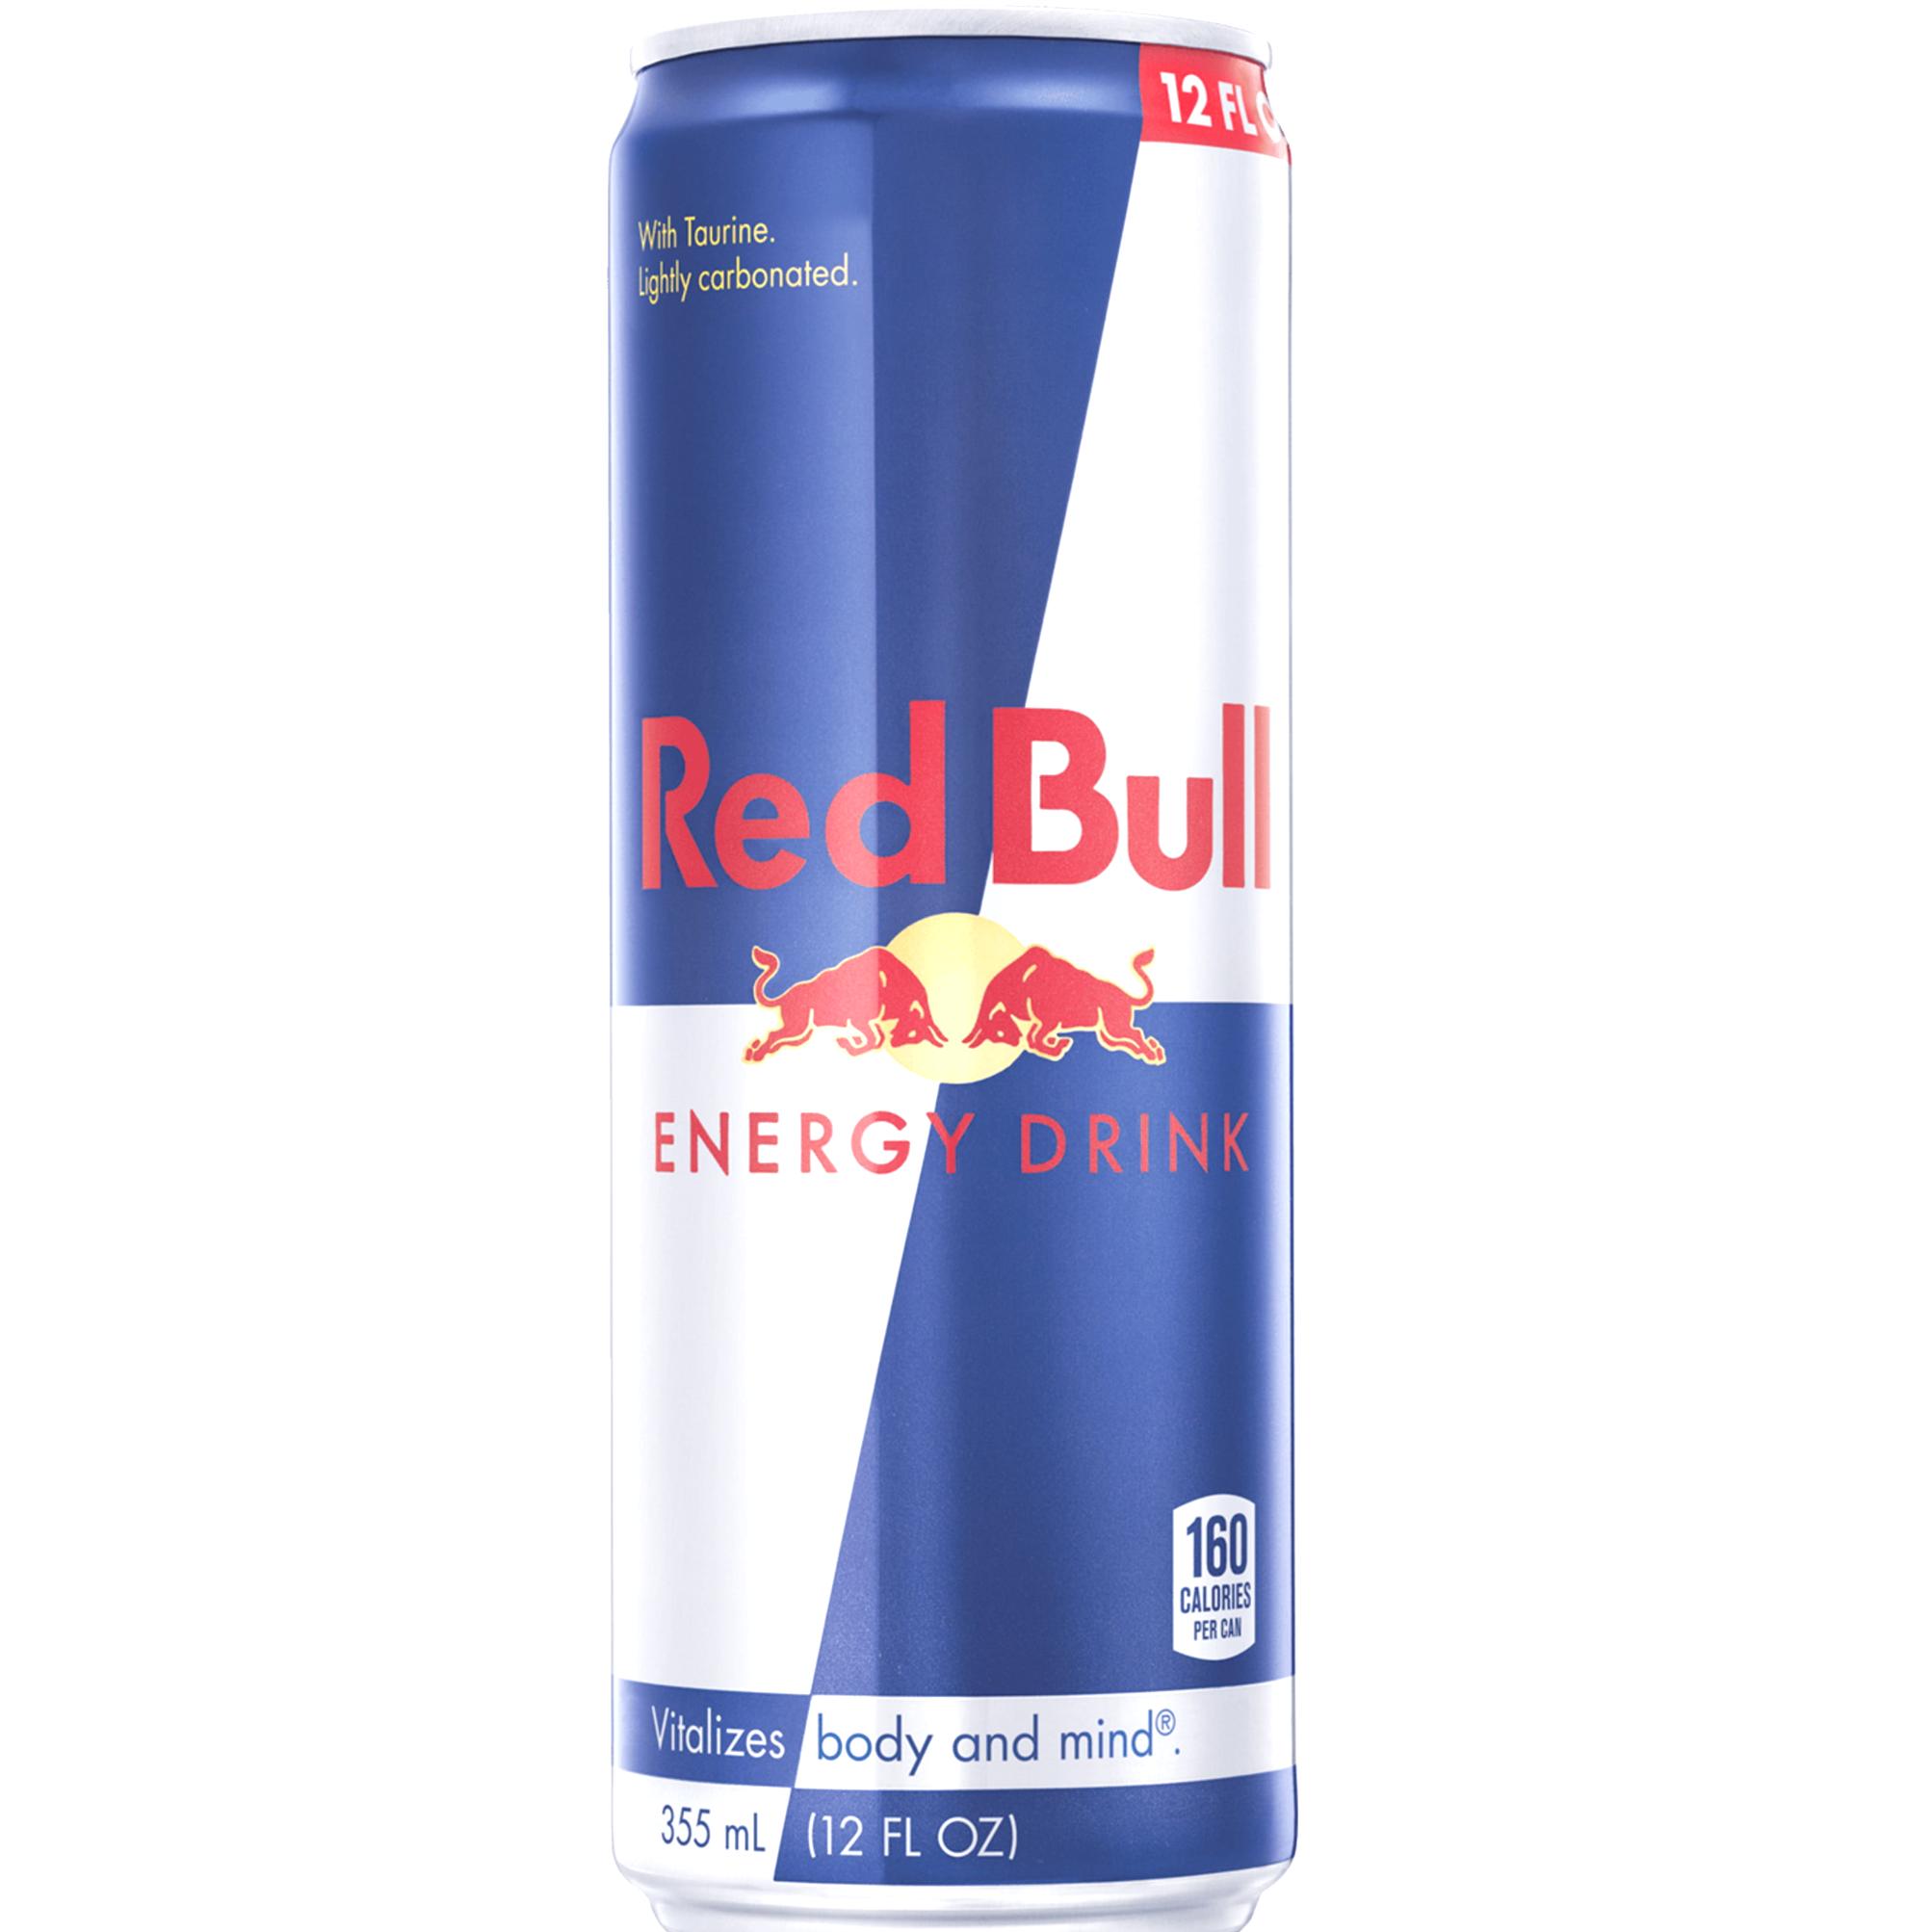 12 FL O
With Taurine.
Lightly carbonated.
Red Bull
ENERGY DRINK
160
CALORIES
PER CAN
Vitalizes body and mind®.
355 mL (12 FL OZ)